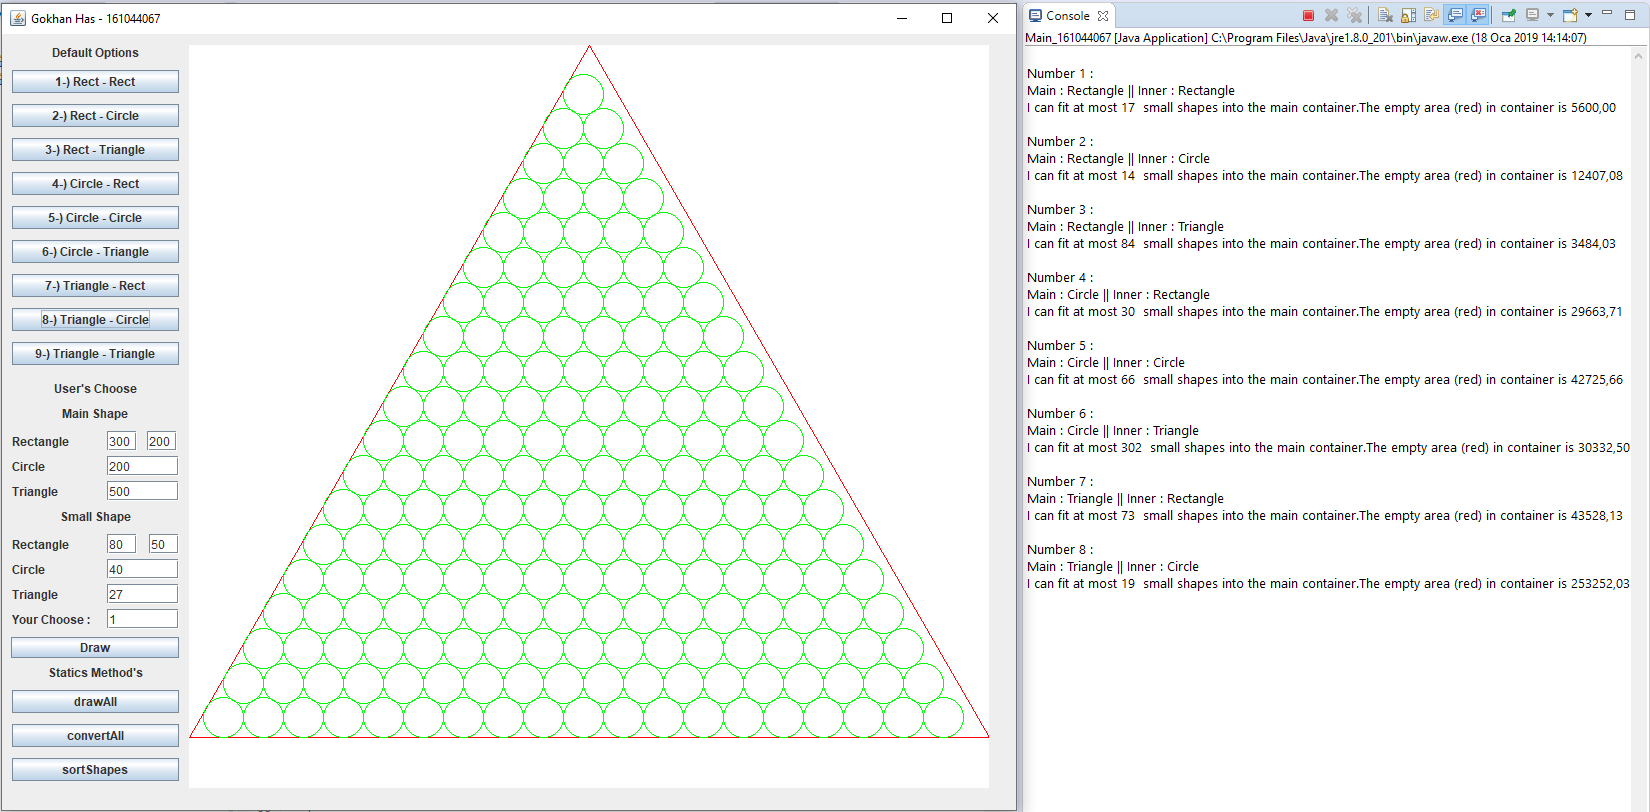 Gokhan Has - 161044067
Default Options
1-) Rect - Rect
2-) Rect - Circle
3-) Rect - Triangle
4-) Circle - Rect
5-) Circle - Circle
6-) Circle - Triangle
7-) Triangle - Rect
8-) Triangle - Circle
9-) Triangle - Triangle
User's Choose
Main Shape
Rectangle 300 200
Circle 200
Triangle 500
Small Shape
Rectangle 80 50
Circle 40
Triangle 27
Your Choose : 1
Draw
Statics Method's
drawAll
convertAll
sortShapes
Console
Main_161044067 [Java Application] C:\Program Files\Java\jre1.8.0_201\bin\javaw.exe (18 Oca 2019 14:14:07)
Number 1 :
Main : Rectangle || Inner : Rectangle
I can fit at most 17 small shapes into the main container.The empty area (red) in container is 5600,00
Number 2 :
Main : Rectangle || Inner : Circle
I can fit at most 14 small shapes into the main container.The empty area (red) in container is 12407,08
Number 3 :
Main : Rectangle || Inner : Triangle
I can fit at most 84 small shapes into the main container.The empty area (red) in container is 3484,03
Number 4 :
Main : Circle || Inner : Rectangle
I can fit at most 30 small shapes into the main container.The empty area (red) in container is 29663,71
Number 5 :
Main : Circle || Inner : Circle
I can fit at most 66 small shapes into the main container.The empty area (red) in container is 42725,66
Number 6 :
Main : Circle || Inner : Triangle
I can fit at most 302 small shapes into the main container.The empty area (red) in container is 30332,50
Number 7 :
Main : Triangle || Inner : Rectangle
I can fit at most 73 small shapes into the main container.The empty area (red) in container is 43528,13
Number 8 :
Main : Triangle || Inner : Circle
I can fit at most 19 small shapes into the main container.The empty area (red) in container is 253252,03